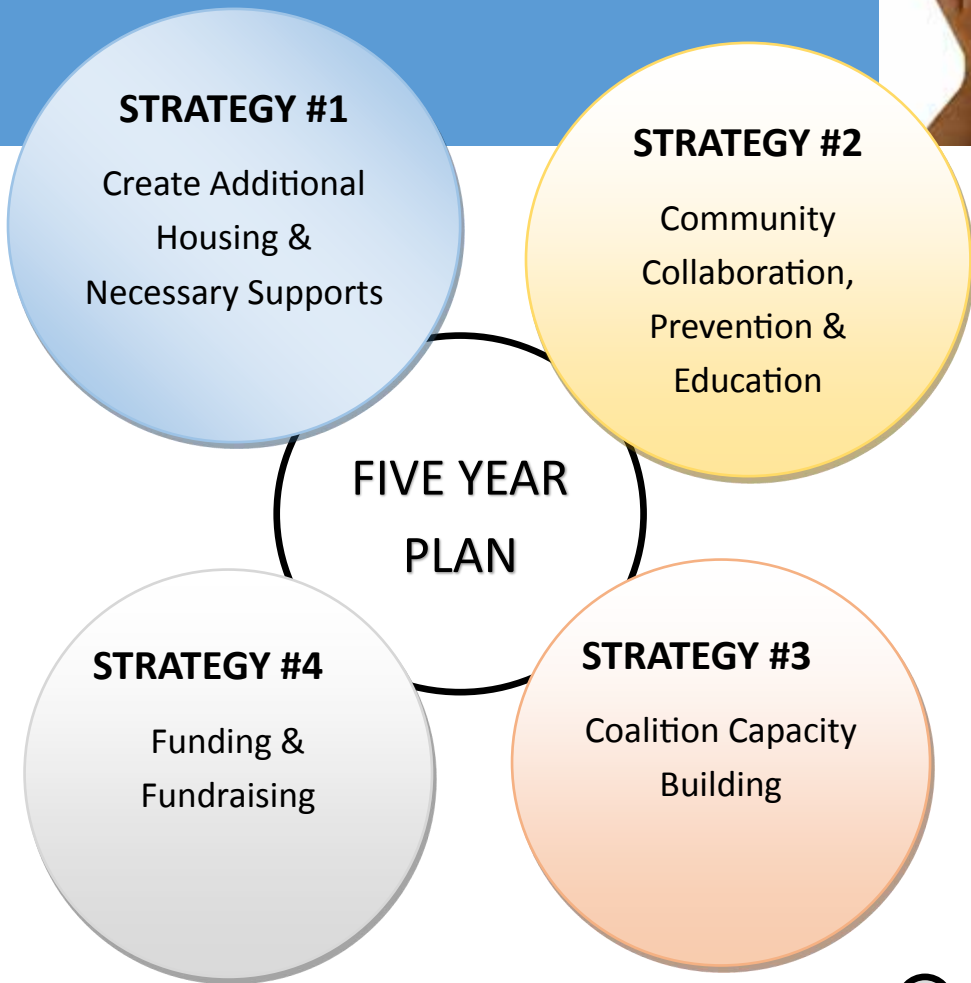 STRATEGY #1
Create Additional
Housing &
Necessary Supports
STRATEGY #2
Community
Collaboration,
Prevention &
Education
FIVE YEAR
PLAN
STRATEGY #4
Funding &
Fundraising
STRATEGY #3
Coalition Capacity
Building